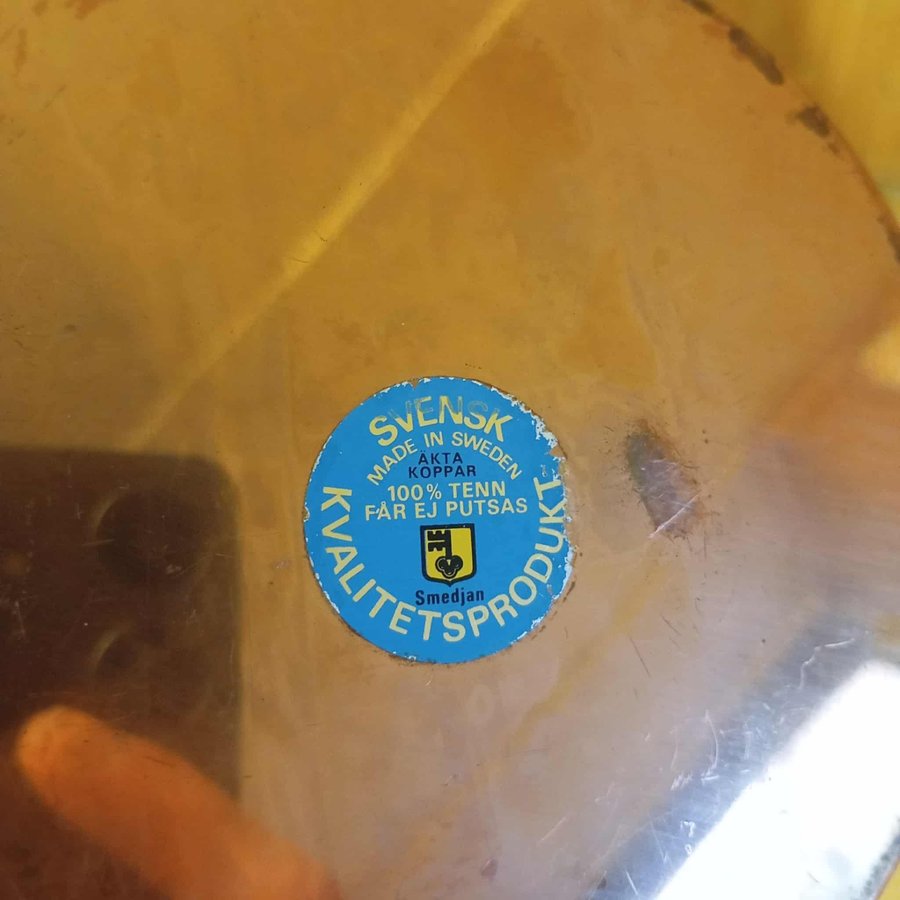 SVENSK
MADE IN SWEDEN
ÄKTA
KOPPAR
100% TENN
FÅR EJ PUTSAS
Smedjan
KVALITETSPRODUKT